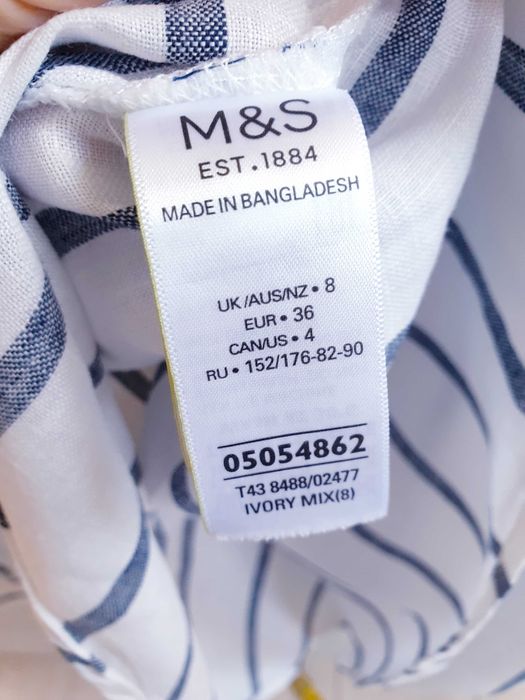 M&S
EST.1884
MADE IN BANGLADESH
UK/AUS/NZ • 8
EUR • 36
CAN/US • 4
RU • 152/176-82-90
05054862
T43 8488/02477
IVORY MIX(8)